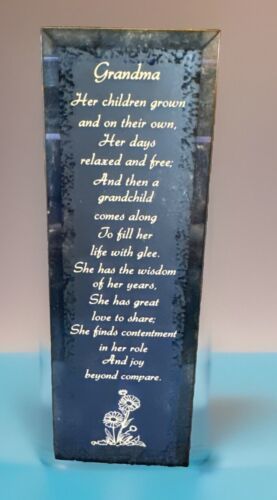 Grandma
Her children grown
and on their own,
Her days
relaxed and free;
And then a
grandchild
comes along
To fill her
life with glee.
She has the wisdom
of her years,
She has great
love to share;
She finds contentment
in her role
And joy
beyond compare.